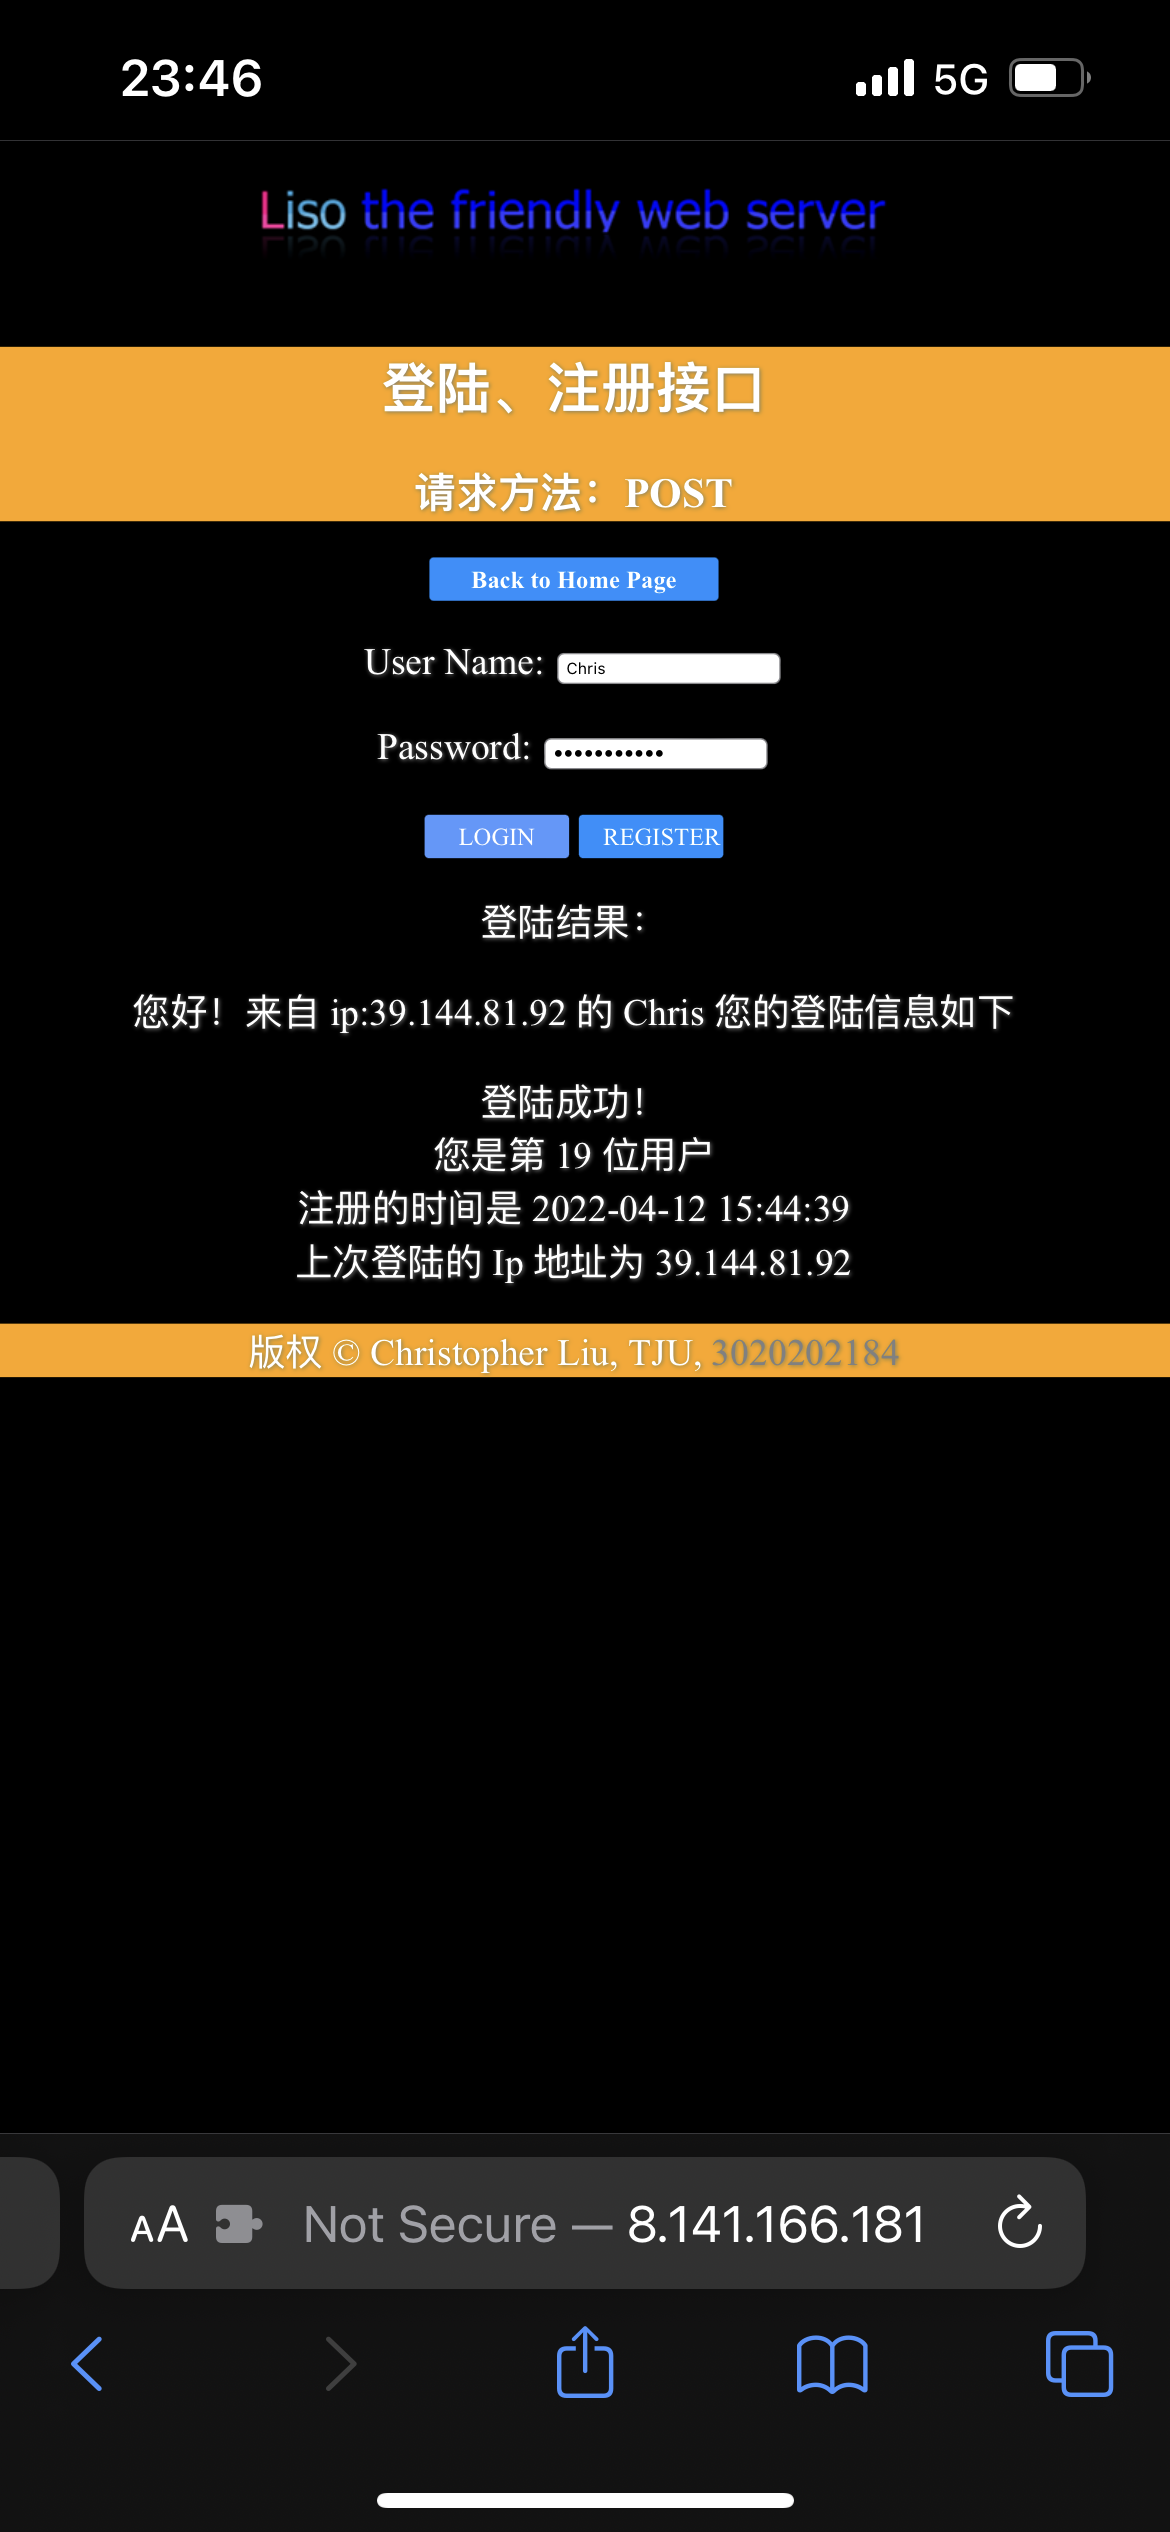 23:46 5G
Liso the friendly web server
登陆、注册接口
请求方法：POST
Back to Home Page
User Name: Chris
Password: •••••••••••
LOGIN REGISTER
登陆结果：
您好！来自 ip:39.144.81.92 的 Chris 您的登陆信息如下
登陆成功！
您是第 19 位用户
注册的时间是 2022-04-12 15:44:39
上次登陆的 Ip 地址为 39.144.81.92
版权 © Christopher Liu, TJU, 3020202184
AA Not Secure — 8.141.166.181